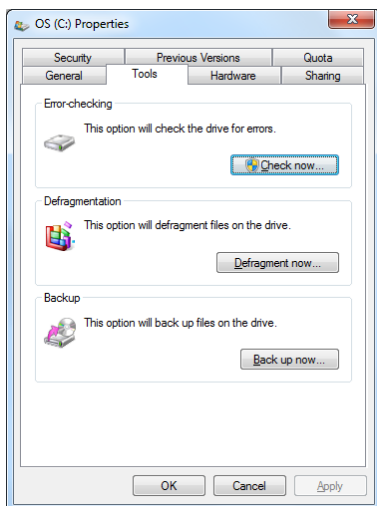 OS (C:) Properties
Security Previous Versions Quota
General Tools Hardware Sharing
Error-checking
This option will check the drive for errors.
Check now...
Defragmentation
This option will defragment files on the drive.
Defragment now...
Backup
This option will back up files on the drive.
Back up now...
OK Cancel Apply